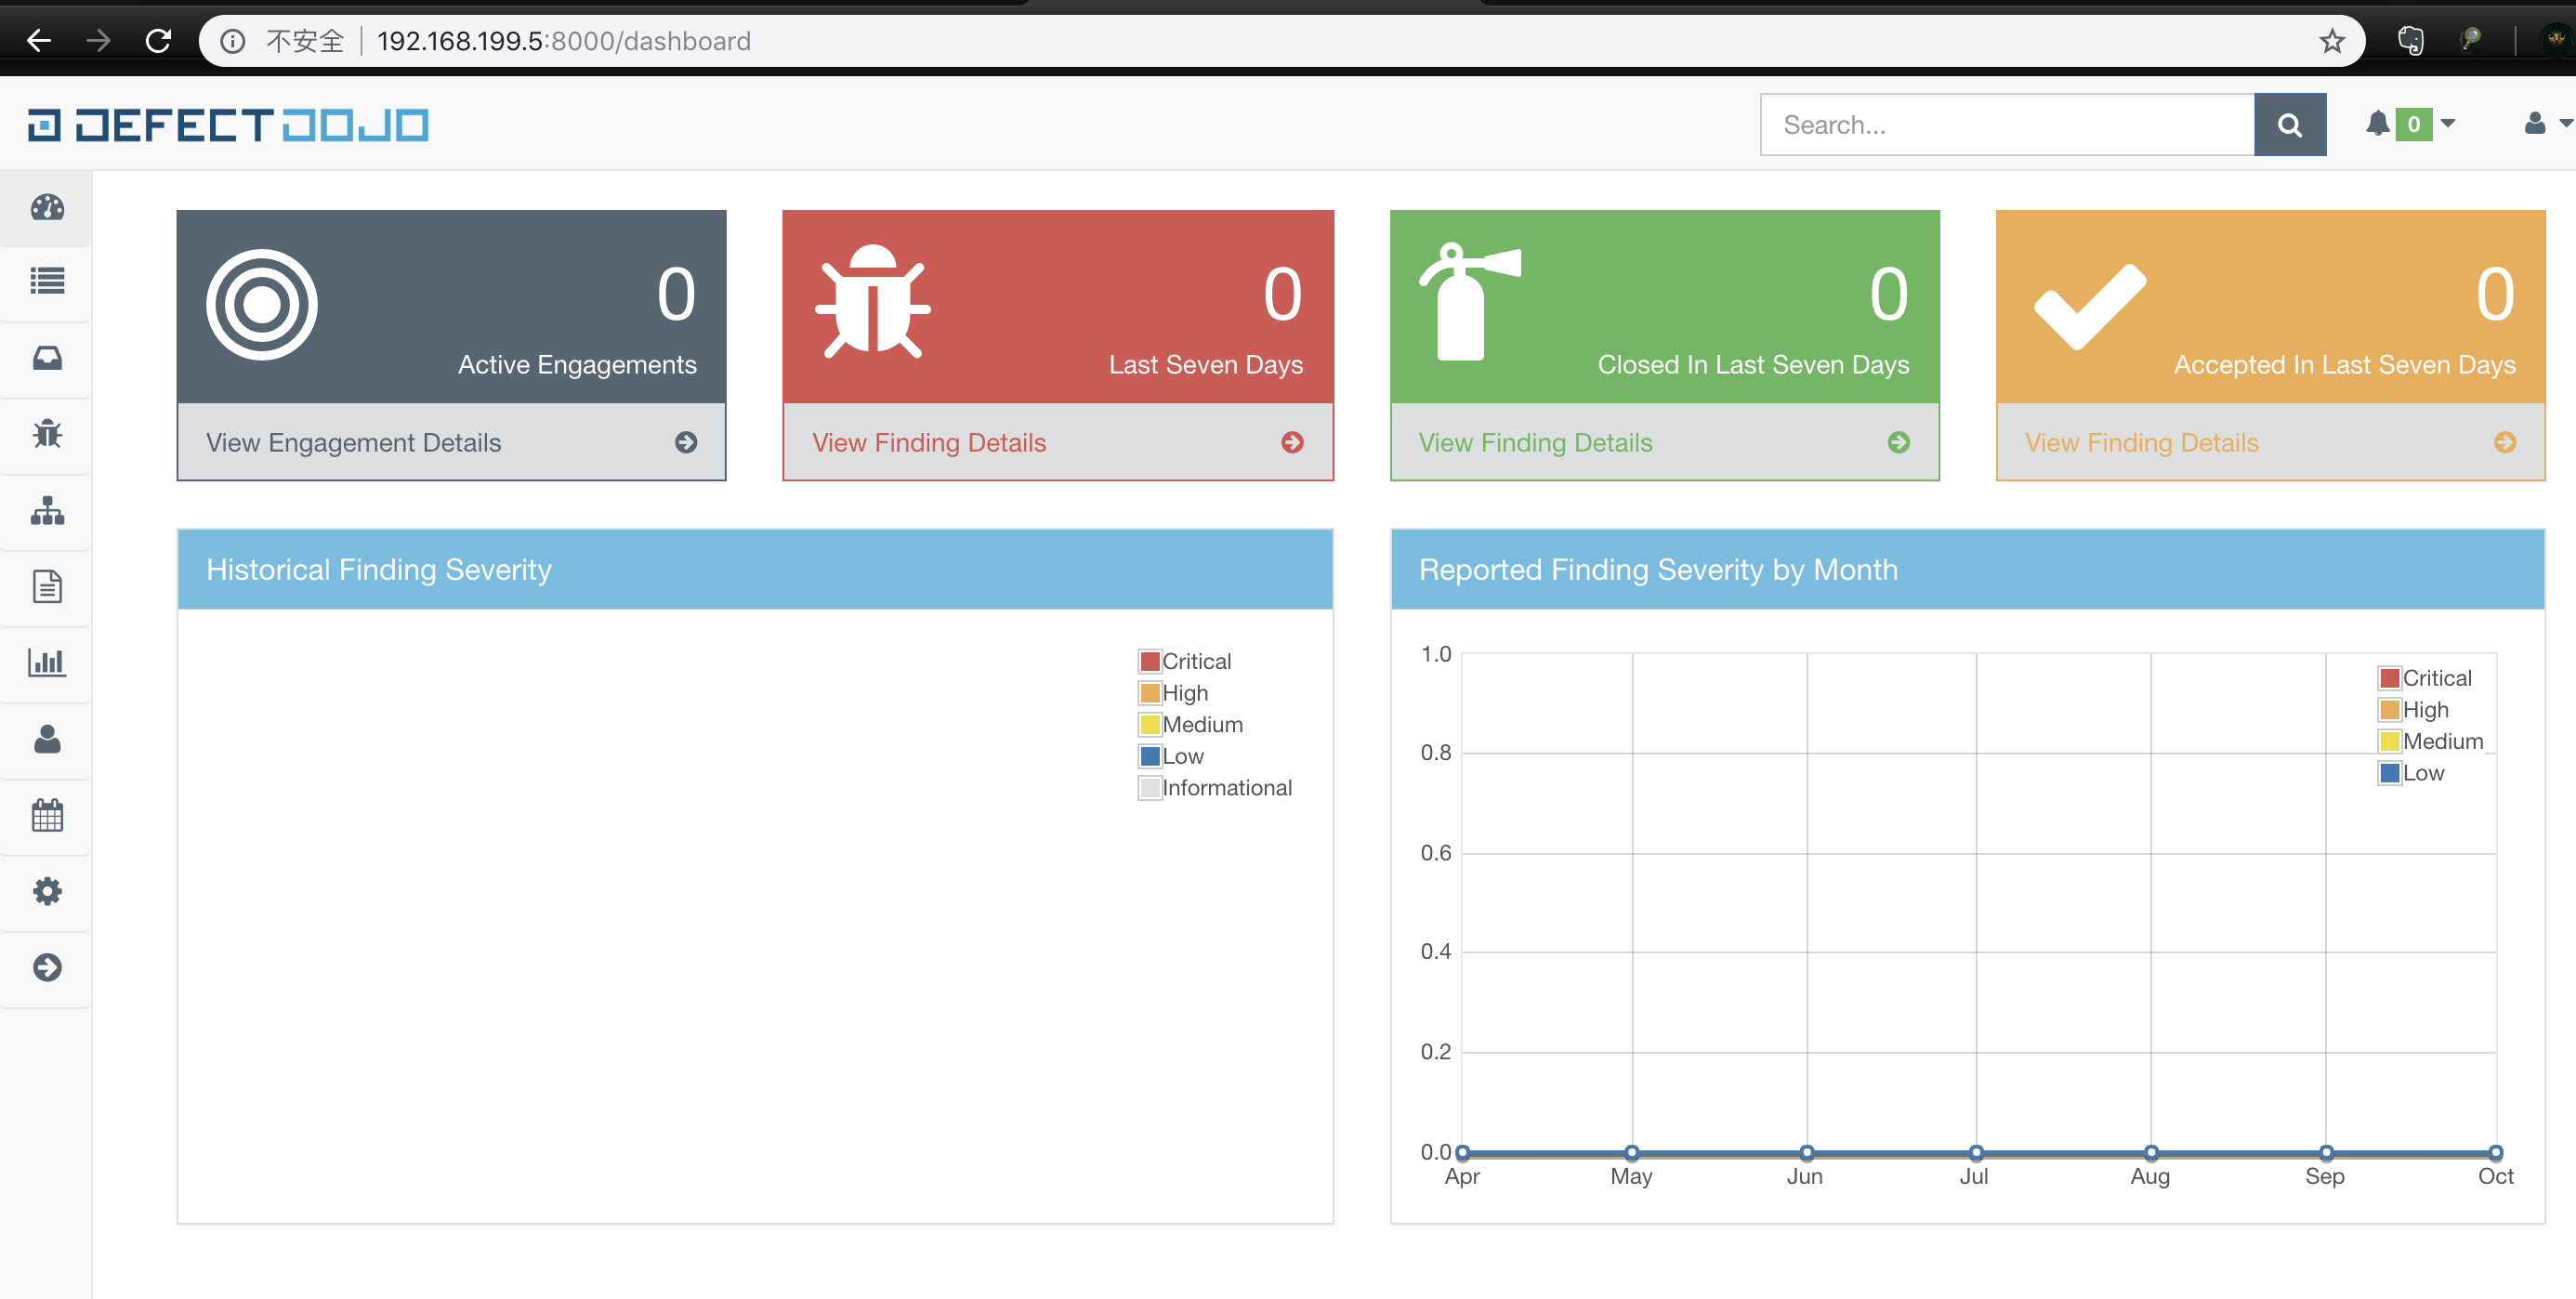 不安全 192.168.199.5:8000/dashboard
DEFECTDOJO
Search...
0
0
Active Engagements
View Engagement Details
0
Last Seven Days
View Finding Details
0
Closed In Last Seven Days
View Finding Details
0
Accepted In Last Seven Days
View Finding Details
Historical Finding Severity
Critical
High
Medium
Low
Informational
Reported Finding Severity by Month
1.0
0.8
0.6
0.4
0.2
0.0
Critical
High
Medium
Low
Apr May Jun Jul Aug Sep Oct